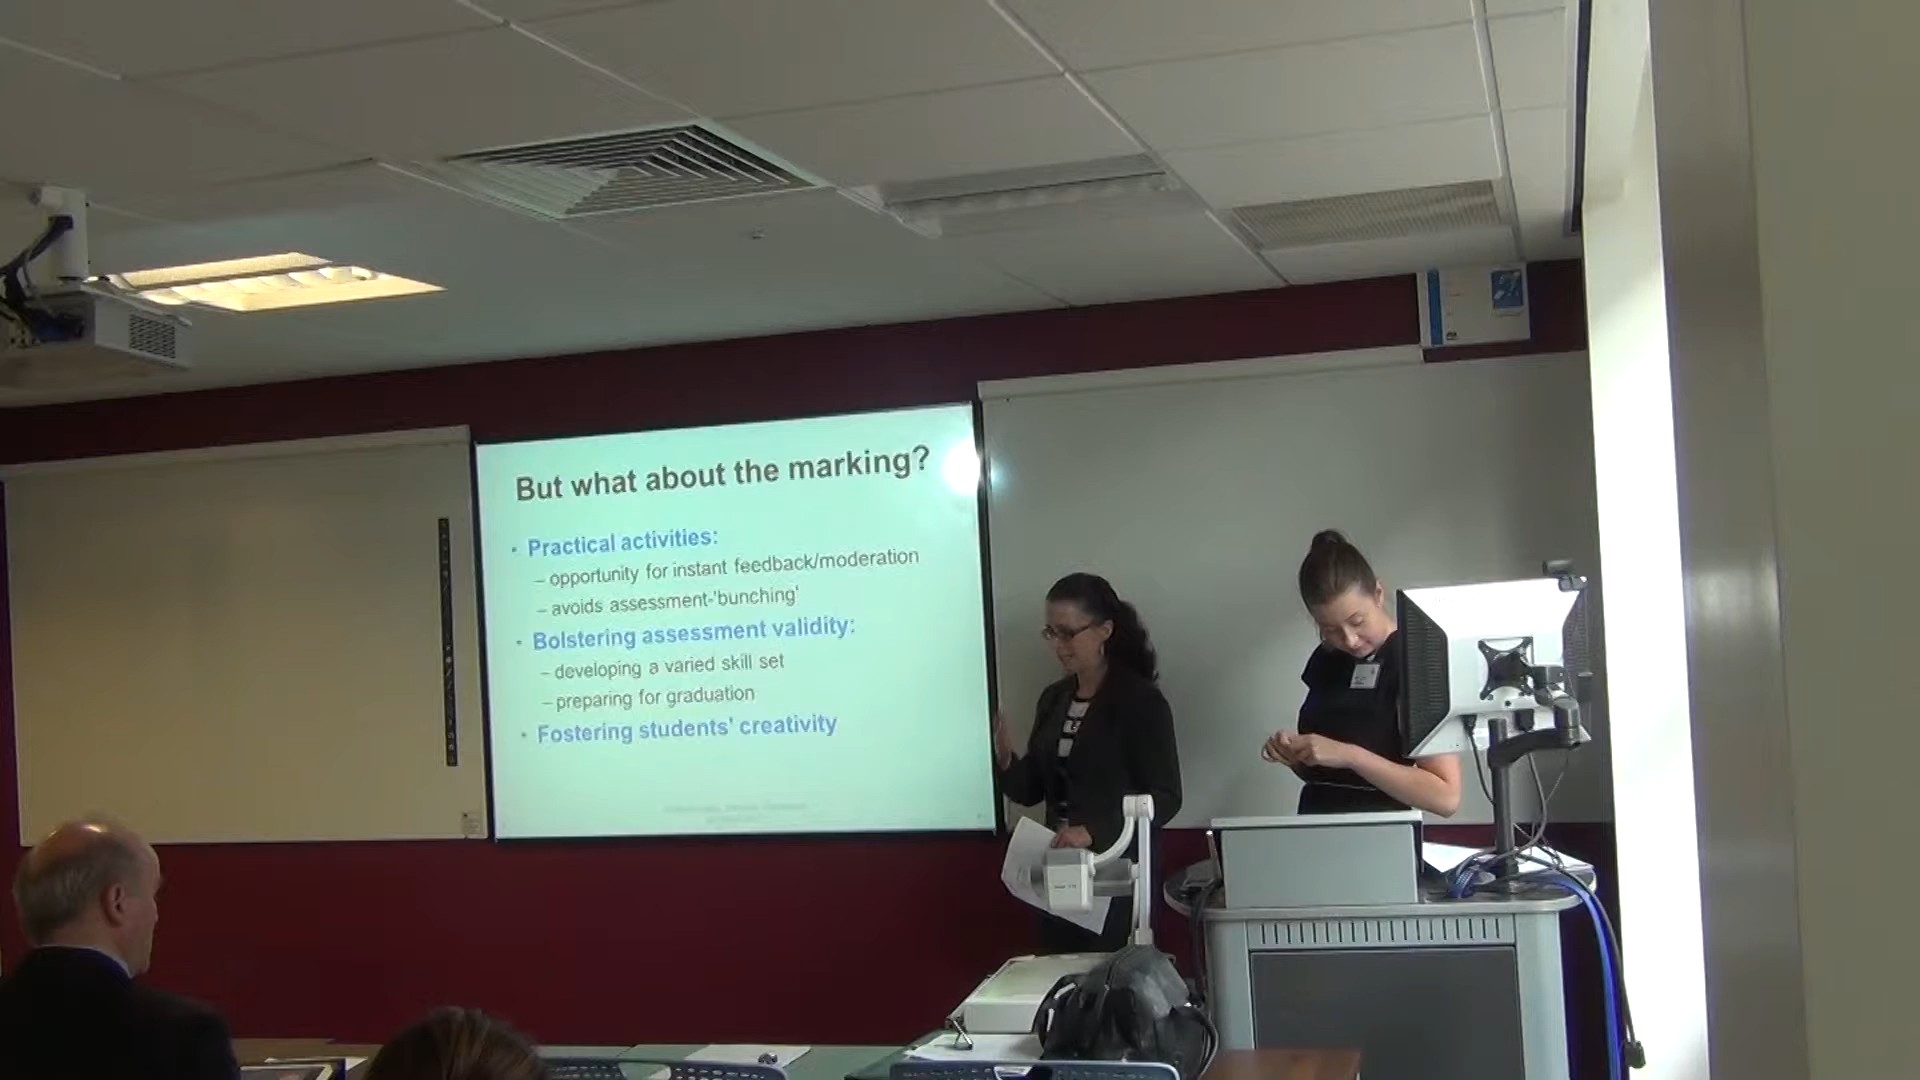 But what about the marking?
• Practical activities:
– opportunity for instant feedback/moderation
– avoids assessment-'bunching'
• Bolstering assessment validity:
– developing a varied skill set
– preparing for graduation
• Fostering students' creativity